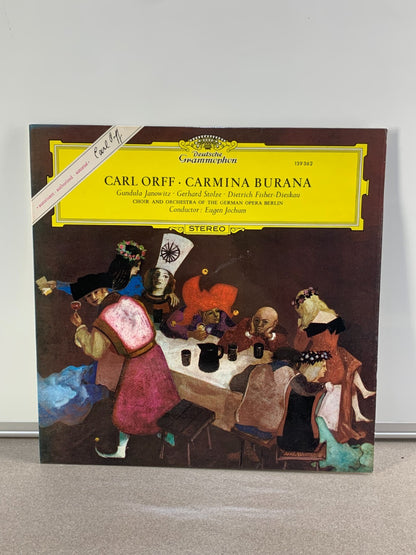 Deutsche
Grammophon
139 362
CARL ORFF · CARMINA BURANA
Gundula Janowitz · Gerhard Stolze · Dietrich Fisher-Dieskau
CHOIR AND ORCHESTRA OF THE GERMAN OPERA BERLIN
Conductor: Eugen Jochum
STEREO